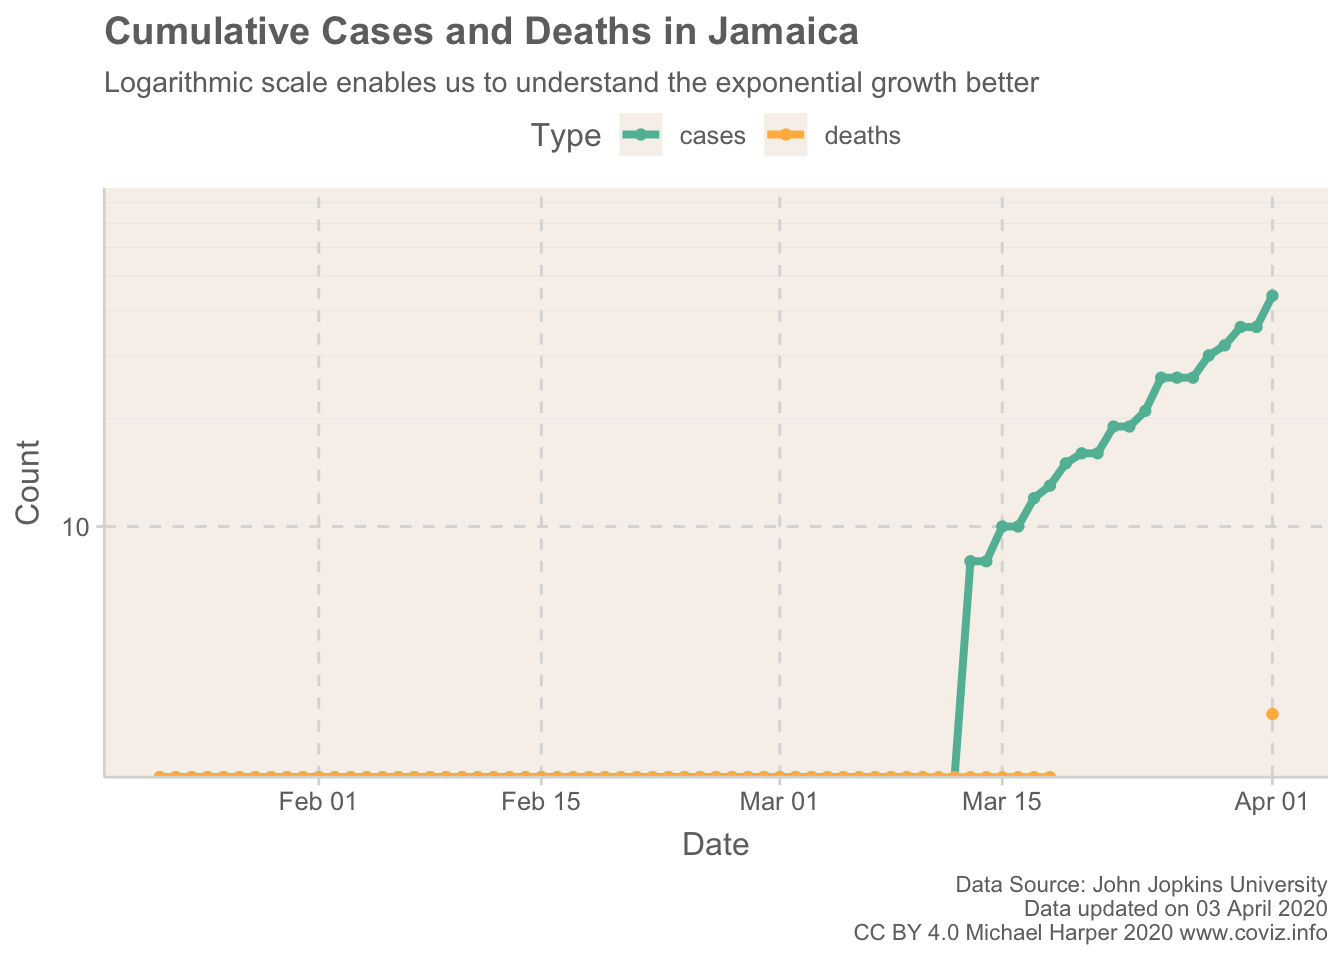 Cumulative Cases and Deaths in Jamaica
Logarithmic scale enables us to understand the exponential growth better
Type cases deaths
Count
10
Feb 01 Feb 15 Mar 01 Mar 15 Apr 01
Date
Data Source: John Jopkins University
Data updated on 03 April 2020
CC BY 4.0 Michael Harper 2020 www.coviz.info